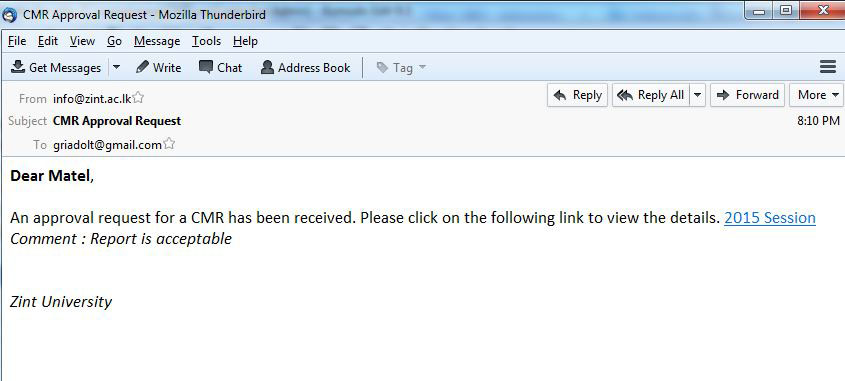 CMR Approval Request - Mozilla Thunderbird
File Edit View Go Message Tools Help
Get Messages Write Chat Address Book Tag
From info@zint.ac.lk Reply Reply All Forward More
Subject CMR Approval Request 8:10 PM
To griadolt@gmail.com
Dear Matel,
An approval request for a CMR has been received. Please click on the following link to view the details. 2015 Session
Comment : Report is acceptable
Zint University